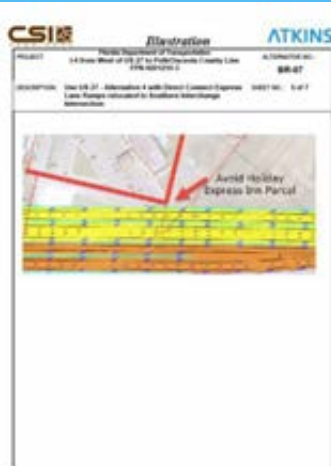 CSI
Illustration
ATKINS
PROJECT:
Florida Department of Transportation
I-4 from West of US 27 to Polk/Osceola County Line
ALTERNATIVE NO.:
DESCRIPTION:
Use US 27 - Alternative 4 with Direct Connect Express
Lane Ramps relocated to Southern Interchange
Intersection
SHEET NO.: 5 of 7
Avoid Holiday
Express Inn Parcel